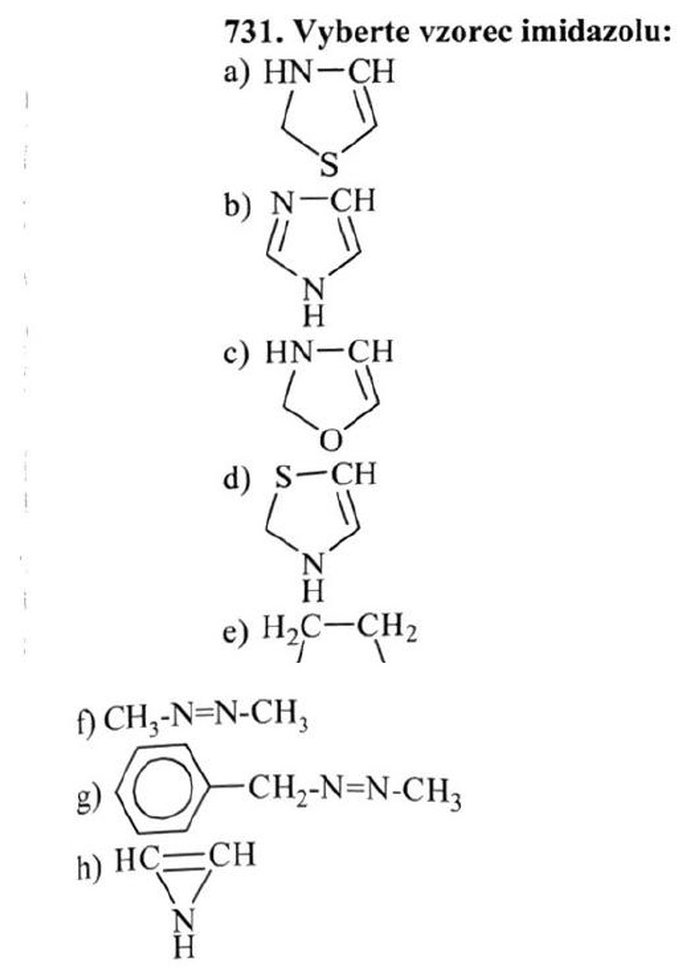 731. Vyberte vzorec imidazolu:
a) HN-CH
S
b) N-CH
N
H
c) HN-CH
O
d) S-CH
N
H
e) H₂C-CH₂
f) CH₃-N=N-CH₃
g) -CH₂-N=N-CH₃
h) HC=CH
N
H